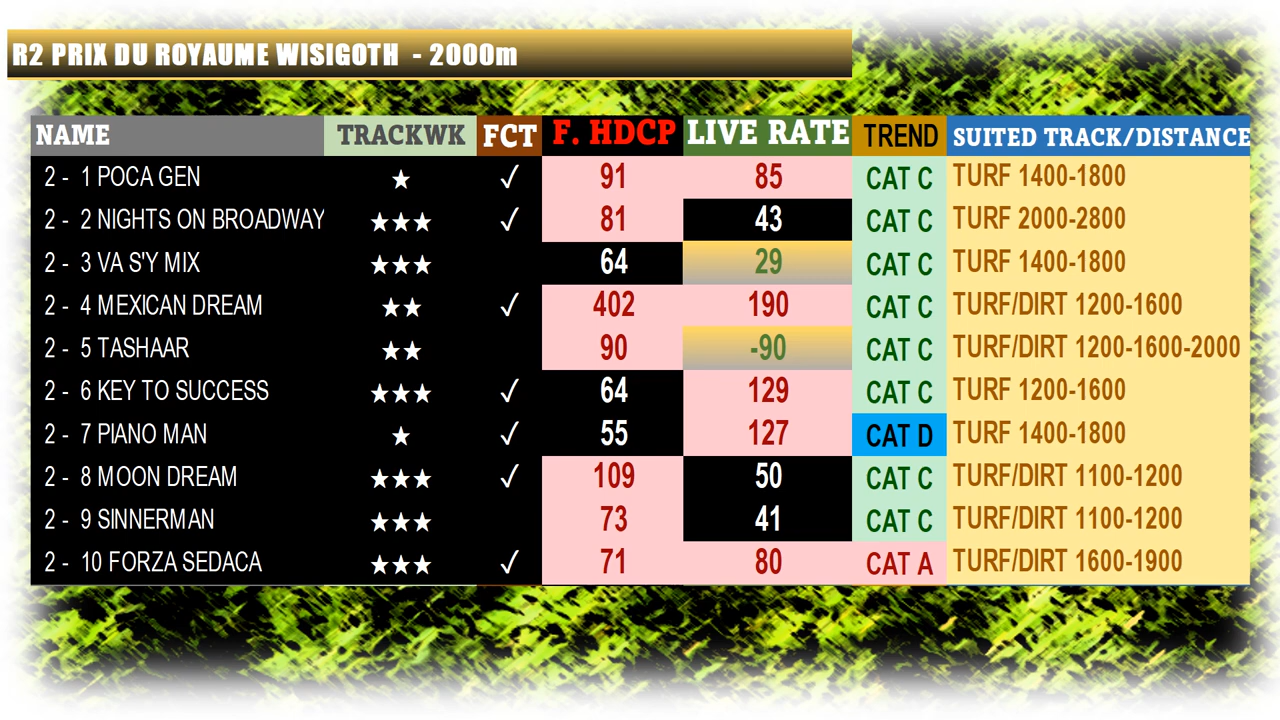 R2 PRIX DU ROYAUME WISIGOTH - 2000m
NAME TRACKWK FCT F. HDCP LIVE RATE TREND SUITED TRACK/DISTANCE
2 - 1 POCA GEN ★ ✓ 91 85 CAT C TURF 1400-1800
2 - 2 NIGHTS ON BROADWAY ★★★ ✓ 81 43 CAT C TURF 2000-2800
2 - 3 VA S'Y MIX ★★★ 64 29 CAT C TURF 1400-1800
2 - 4 MEXICAN DREAM ★★ ✓ 402 190 CAT C TURF/DIRT 1200-1600
2 - 5 TASHAAR ★★ 90 -90 CAT C TURF/DIRT 1200-1600-2000
2 - 6 KEY TO SUCCESS ★★★ ✓ 64 129 CAT C TURF 1200-1600
2 - 7 PIANO MAN ★ ✓ 55 127 CAT D TURF 1400-1800
2 - 8 MOON DREAM ★★★ ✓ 109 50 CAT C TURF/DIRT 1100-1200
2 - 9 SINNERMAN ★★★ 73 41 CAT C TURF/DIRT 1100-1200
2 - 10 FORZA SEDACA ★★★ ✓ 71 80 CAT A TURF/DIRT 1600-1900